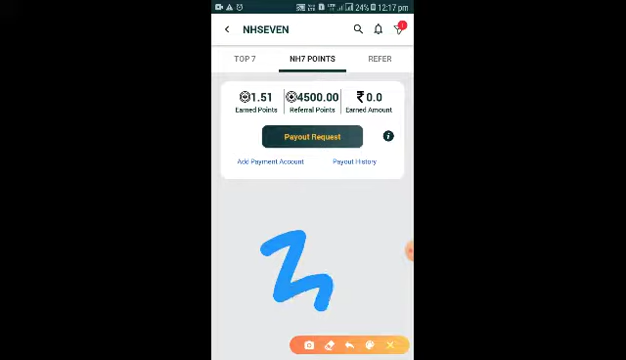 24% 12:17 pm
NHSEVEN
TOP 7 NH7 POINTS REFER
1.51 4500.00 ₹ 0.0
Earned Points Referral Points Earned Amount
Payout Request
Add Payment Account Payout History